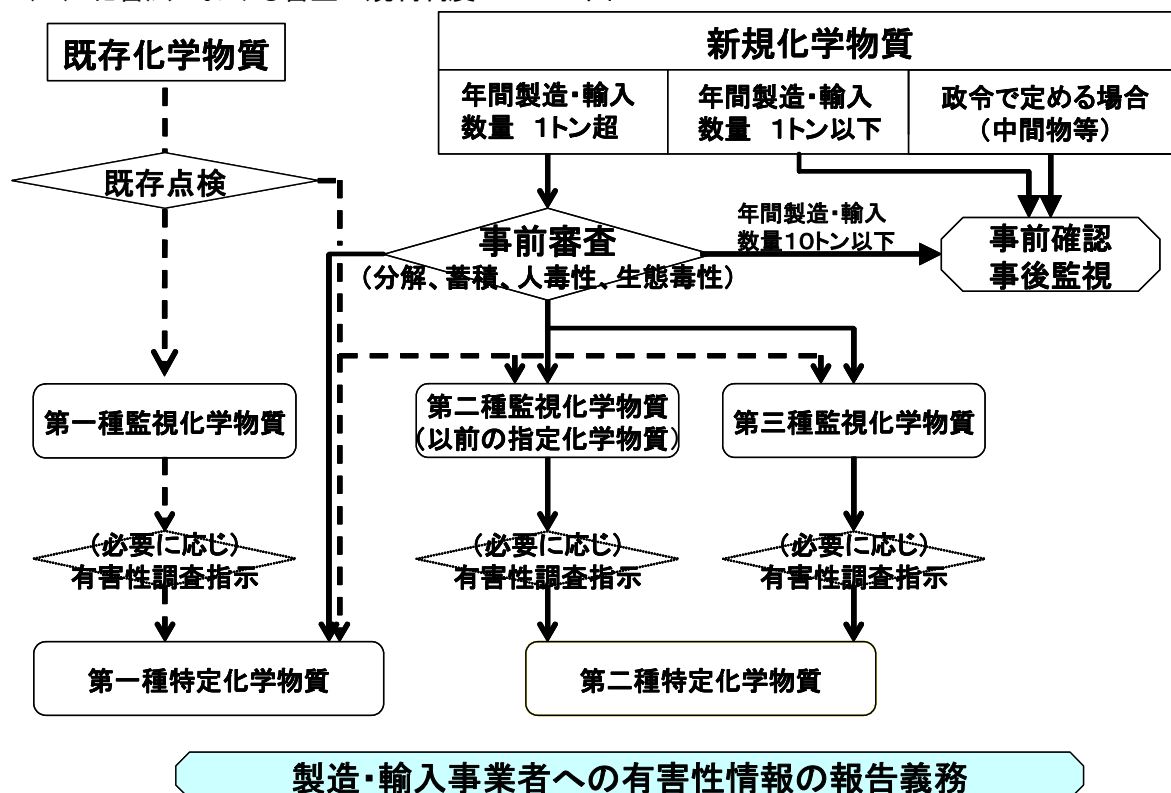 既存化学物質
新規化学物質
年間製造・輸入
数量 1トン超
年間製造・輸入
数量 1トン以下
政令で定める場合
(中間物等)
既存点検
事前審査
(分解、蓄積、人毒性、生態毒性)
年間製造・輸入
数量10トン以下
事前確認
事後監視
第一種監視化学物質
第二種監視化学物質
(以前の指定化学物質)
第三種監視化学物質
(必要に応じ)
有害性調査指示
(必要に応じ)
有害性調査指示
(必要に応じ)
有害性調査指示
第一種特定化学物質
第二種特定化学物質
製造・輸入事業者への有害性情報の報告義務